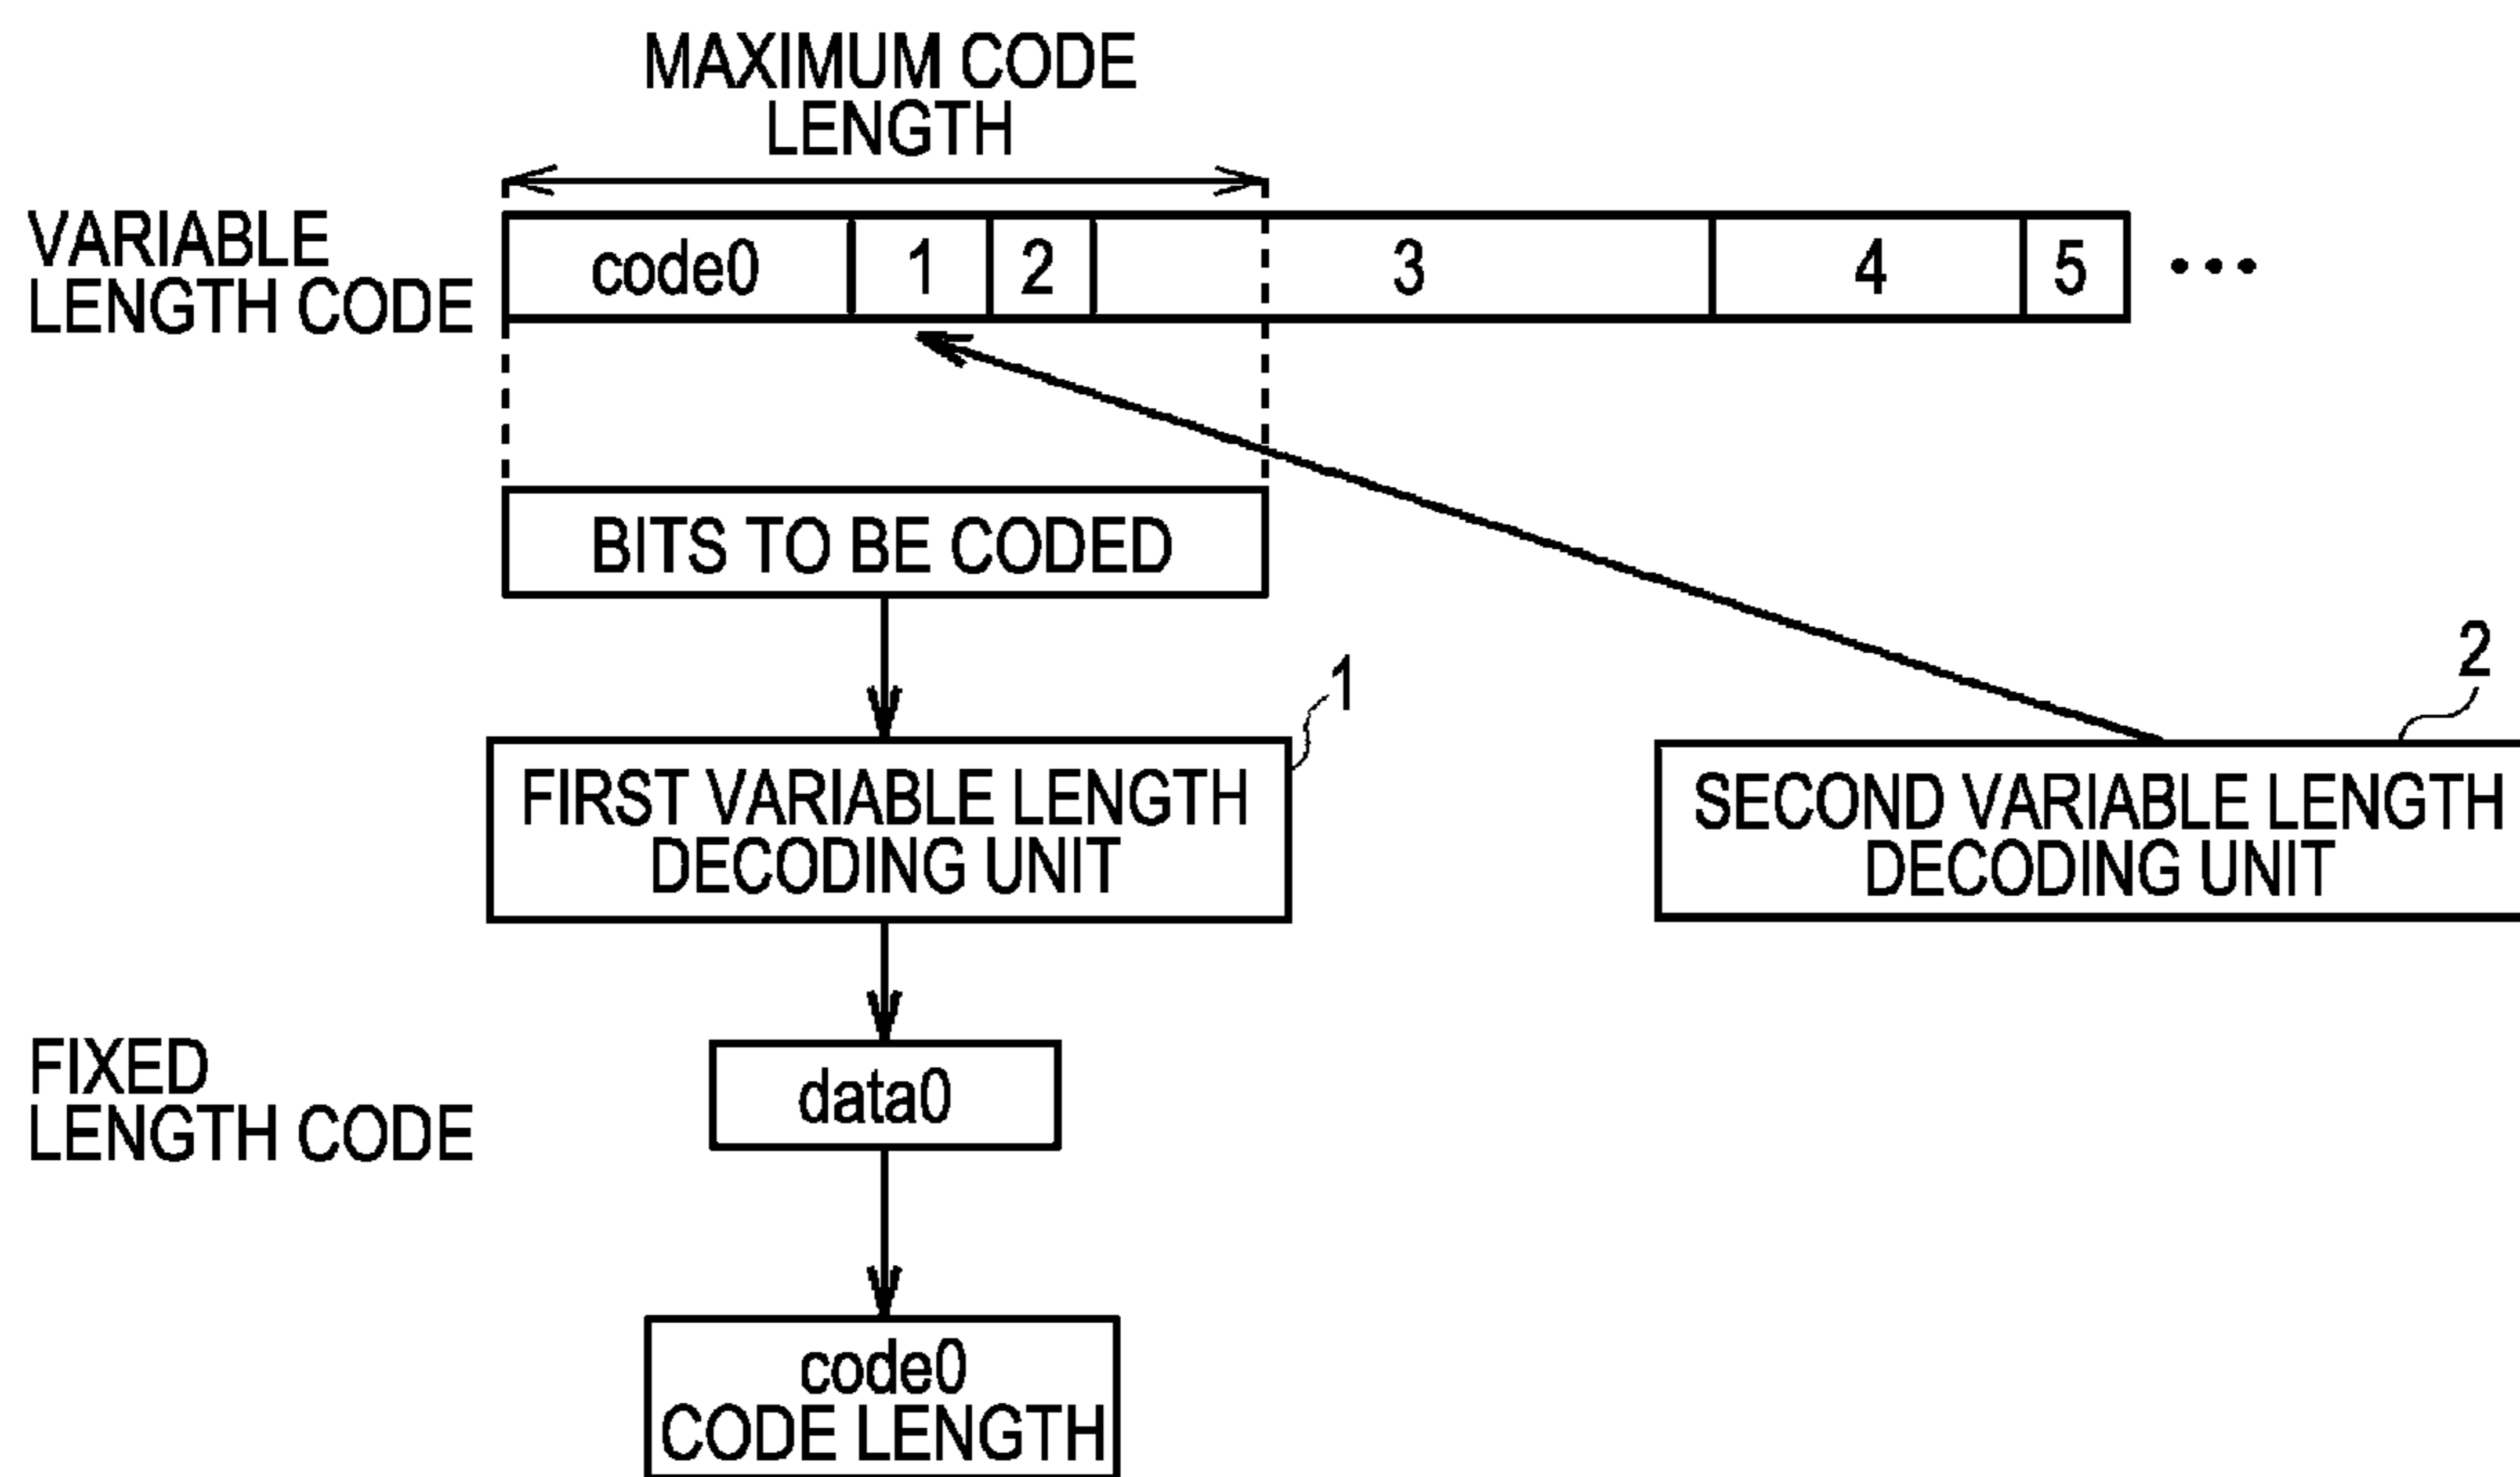 MAXIMUM CODE
LENGTH
VARIABLE
LENGTH CODE
code0 1 2 3 4 5 •••
BITS TO BE CODED
1
2
FIRST VARIABLE LENGTH
DECODING UNIT
SECOND VARIABLE LENGTH
DECODING UNIT
FIXED
LENGTH CODE
data0
code0
CODE LENGTH